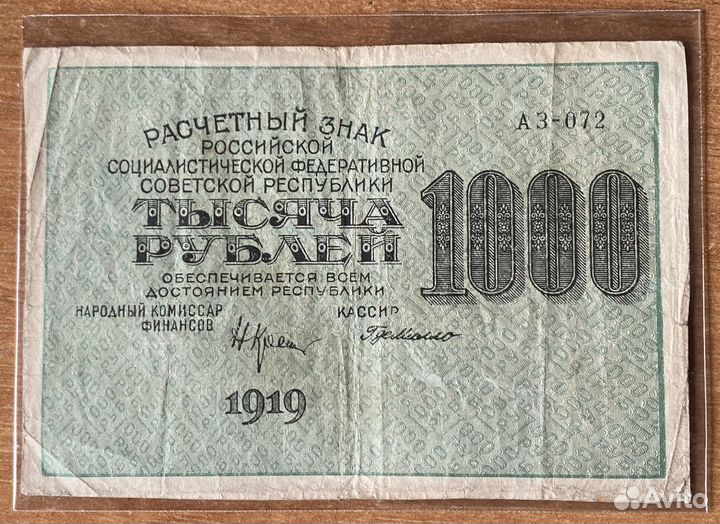 РАСЧЕТНЫЙ ЗНАК
АЗ-072
РОССИЙСКОЙ
СОЦИАЛИСТИЧЕСКОЙ ФЕДЕРАТИВНОЙ
СОВЕТСКОЙ РЕСПУБЛИКИ
ТЫСЯЧА
РУБЛЕЙ
1000
ОБЕСПЕЧИВАЕТСЯ ВСЕМ
ДОСТОЯНИЕМ РЕСПУБЛИКИ
НАРОДНЫЙ КОМИССАР
ФИНАНСОВ
КАССИР
1919
Avito